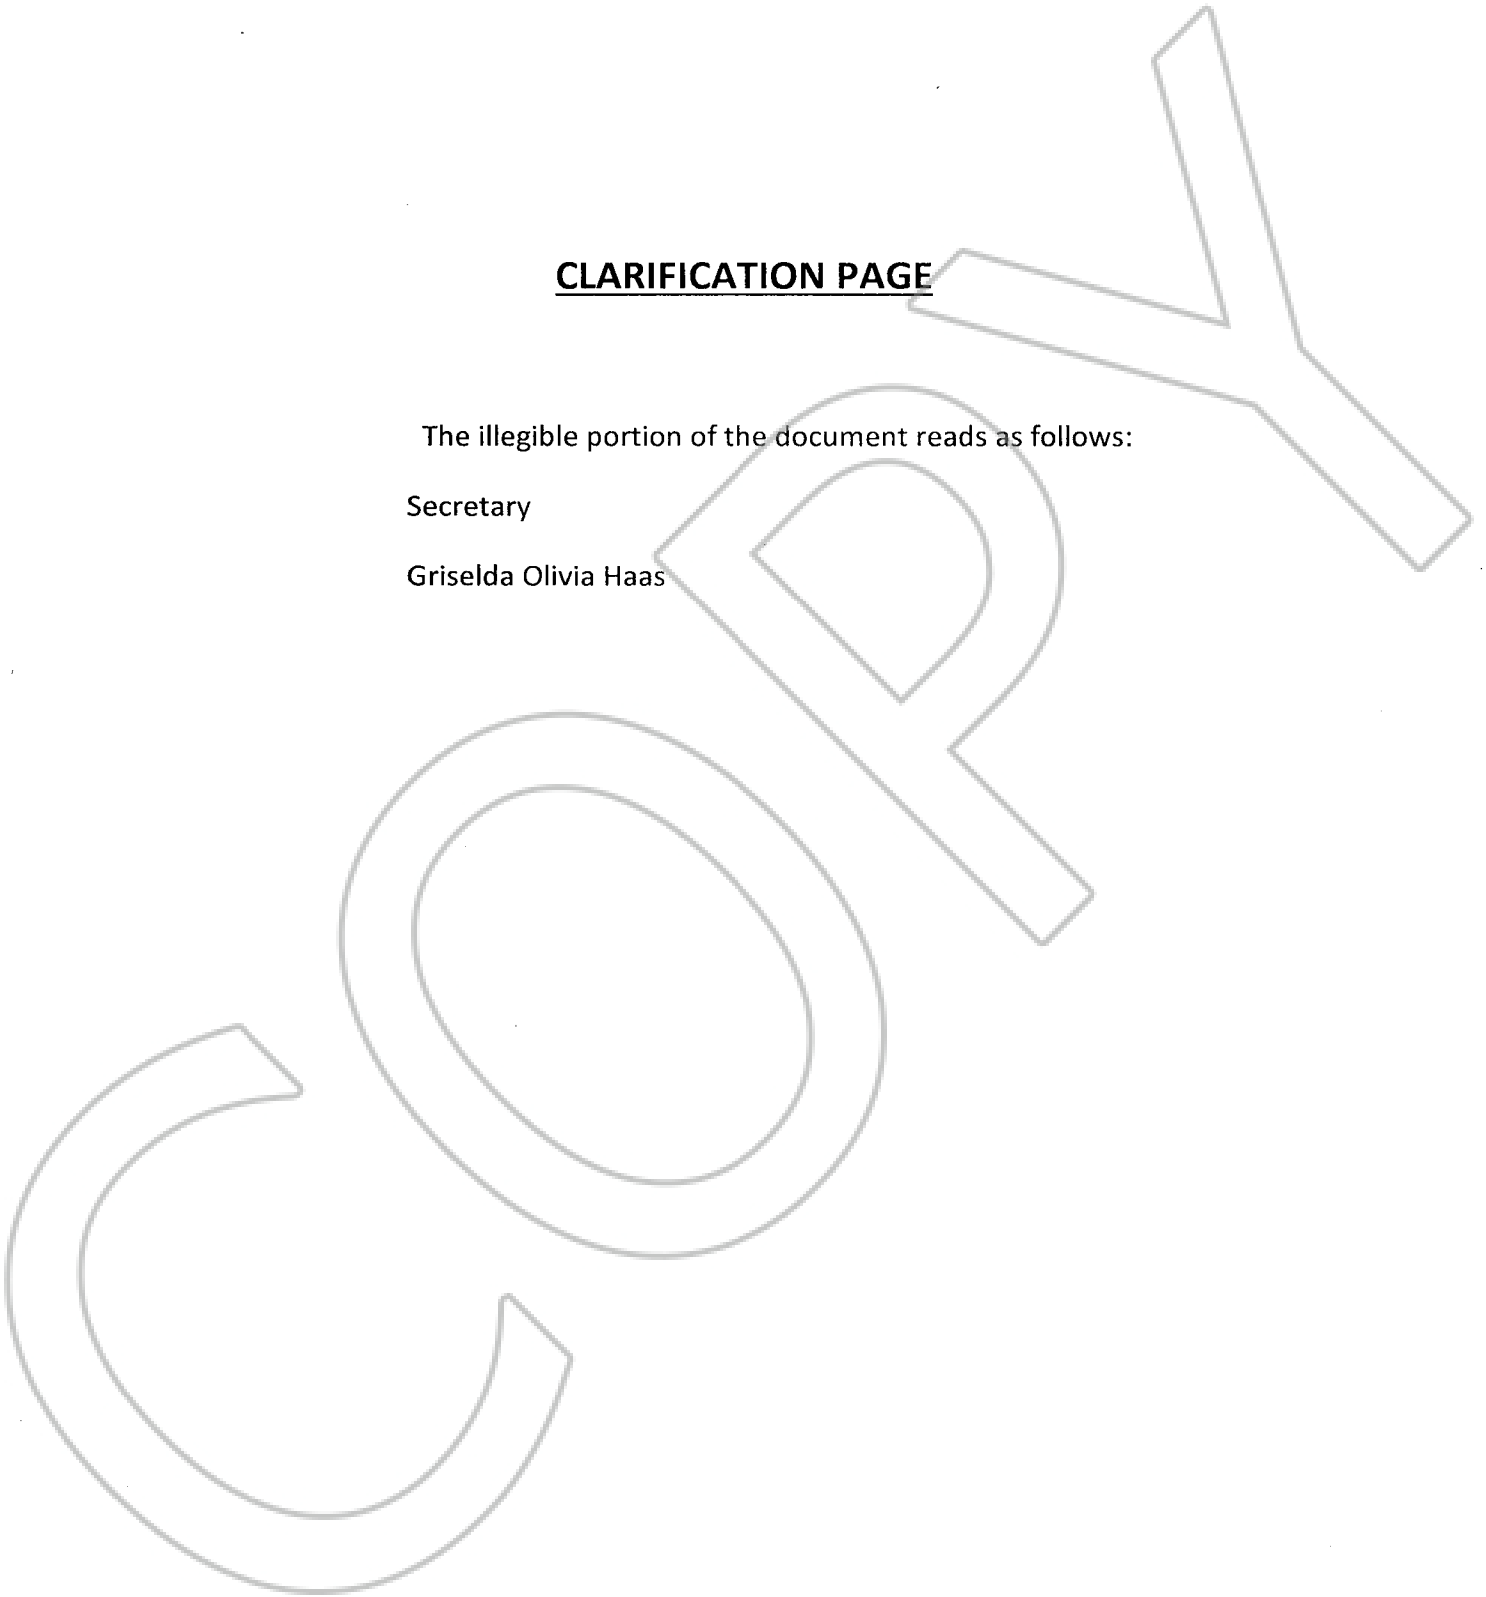 CLARIFICATION PAGE
The illegible portion of the document reads as follows:
Secretary
Griselda Olivia Haas
COPY